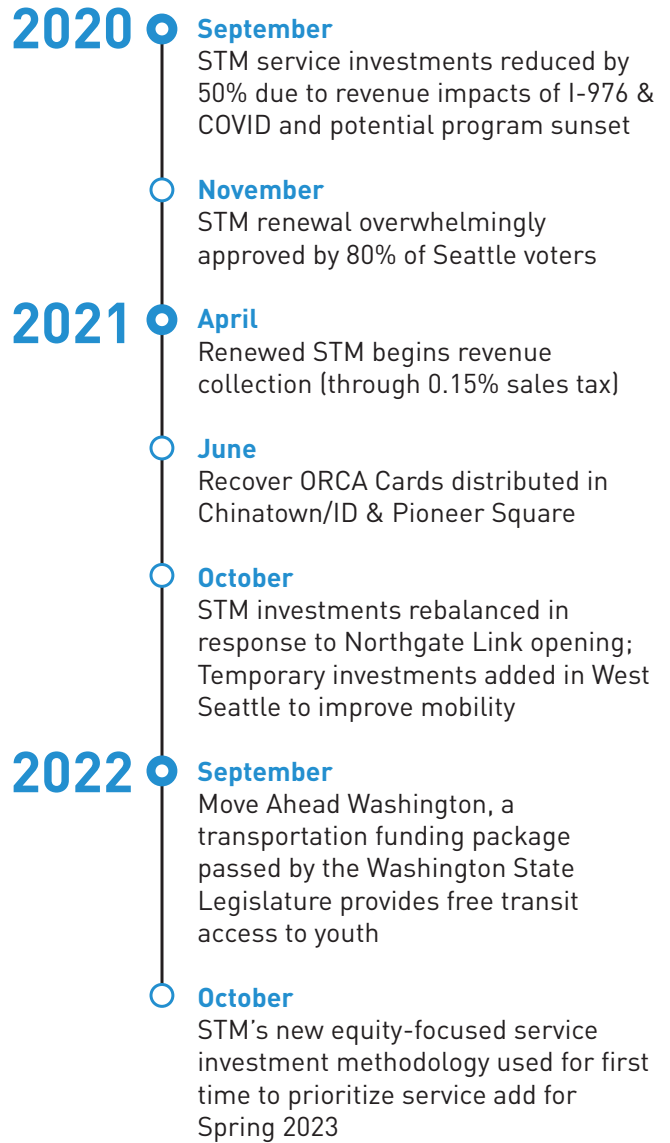 2020
September
STM service investments reduced by
50% due to revenue impacts of I-976 &
COVID and potential program sunset
November
STM renewal overwhelmingly
approved by 80% of Seattle voters
2021
April
Renewed STM begins revenue
collection (through 0.15% sales tax)
June
Recover ORCA Cards distributed in
Chinatown/ID & Pioneer Square
October
STM investments rebalanced in
response to Northgate Link opening;
Temporary investments added in West
Seattle to improve mobility
2022
September
Move Ahead Washington, a
transportation funding package
passed by the Washington State
Legislature provides free transit
access to youth
October
STM's new equity-focused service
investment methodology used for first
time to prioritize service add for
Spring 2023